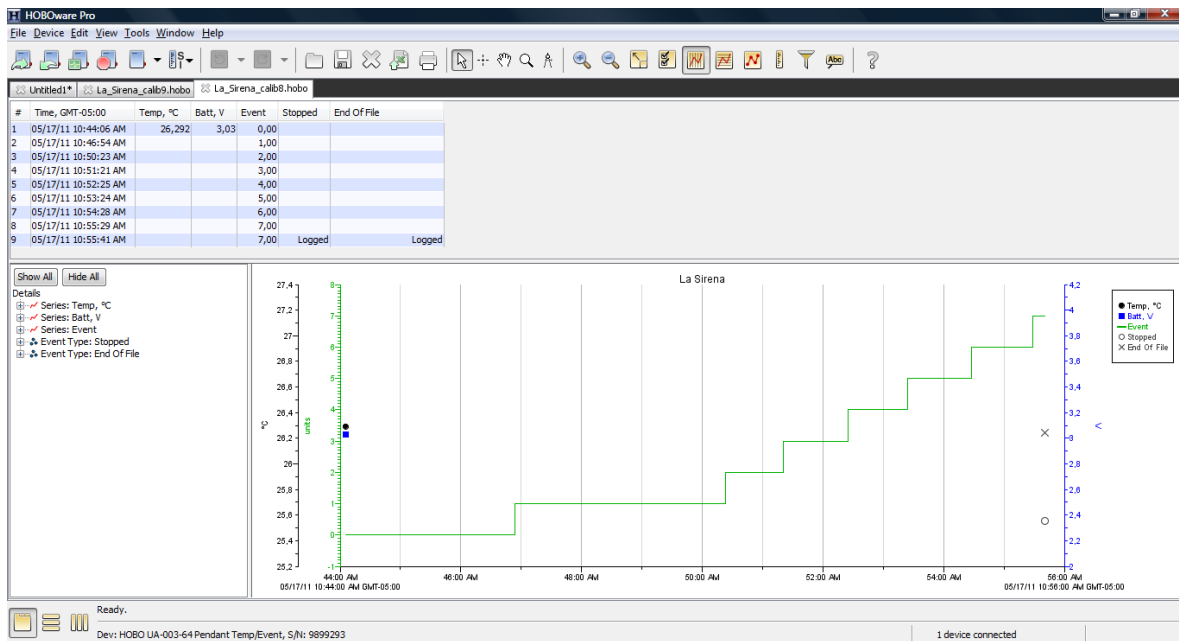 HOBOware Pro
File Device Edit View Tools Window Help
Untitled1* La_Sirena_calib9.hobo La_Sirena_calib8.hobo
# Time, GMT-05:00 Temp, °C Batt, V Event Stopped End Of File
1 05/17/11 10:44:06 AM 26,292 3,03 0,00
2 05/17/11 10:46:54 AM 1,00
3 05/17/11 10:50:23 AM 2,00
4 05/17/11 10:51:21 AM 3,00
5 05/17/11 10:52:25 AM 4,00
6 05/17/11 10:53:24 AM 5,00
7 05/17/11 10:54:28 AM 6,00
8 05/17/11 10:55:29 AM 7,00
9 05/17/11 10:55:41 AM 7,00 Logged Logged
Show All Hide All
Details
Series: Temp, °C
Series: Batt, V
Series: Event
Event Type: Stopped
Event Type: End Of File
La Sirena
27,4 8 4,2
27,2 7 4
27 6 3,8
26,8 5 3,6
26,6 4 3,4
26,4 3 3,2
26,2 2 3
26 1 2,8
25,8 0 2,6
25,6 -1 2,4
25,4 2,2
25,2 2
°C
units
V
Temp, °C
Batt, V
Event
Stopped
End Of File
44:00 AM 46:00 AM 48:00 AM 50:00 AM 52:00 AM 54:00 AM 56:00 AM
05/17/11 10:44:00 AM GMT-05:00 05/17/11 10:56:00 AM GMT-05:00
Ready.
Dev: HOBO UA-003-64 Pendant Temp/Event, S/N: 9899293 1 device connected